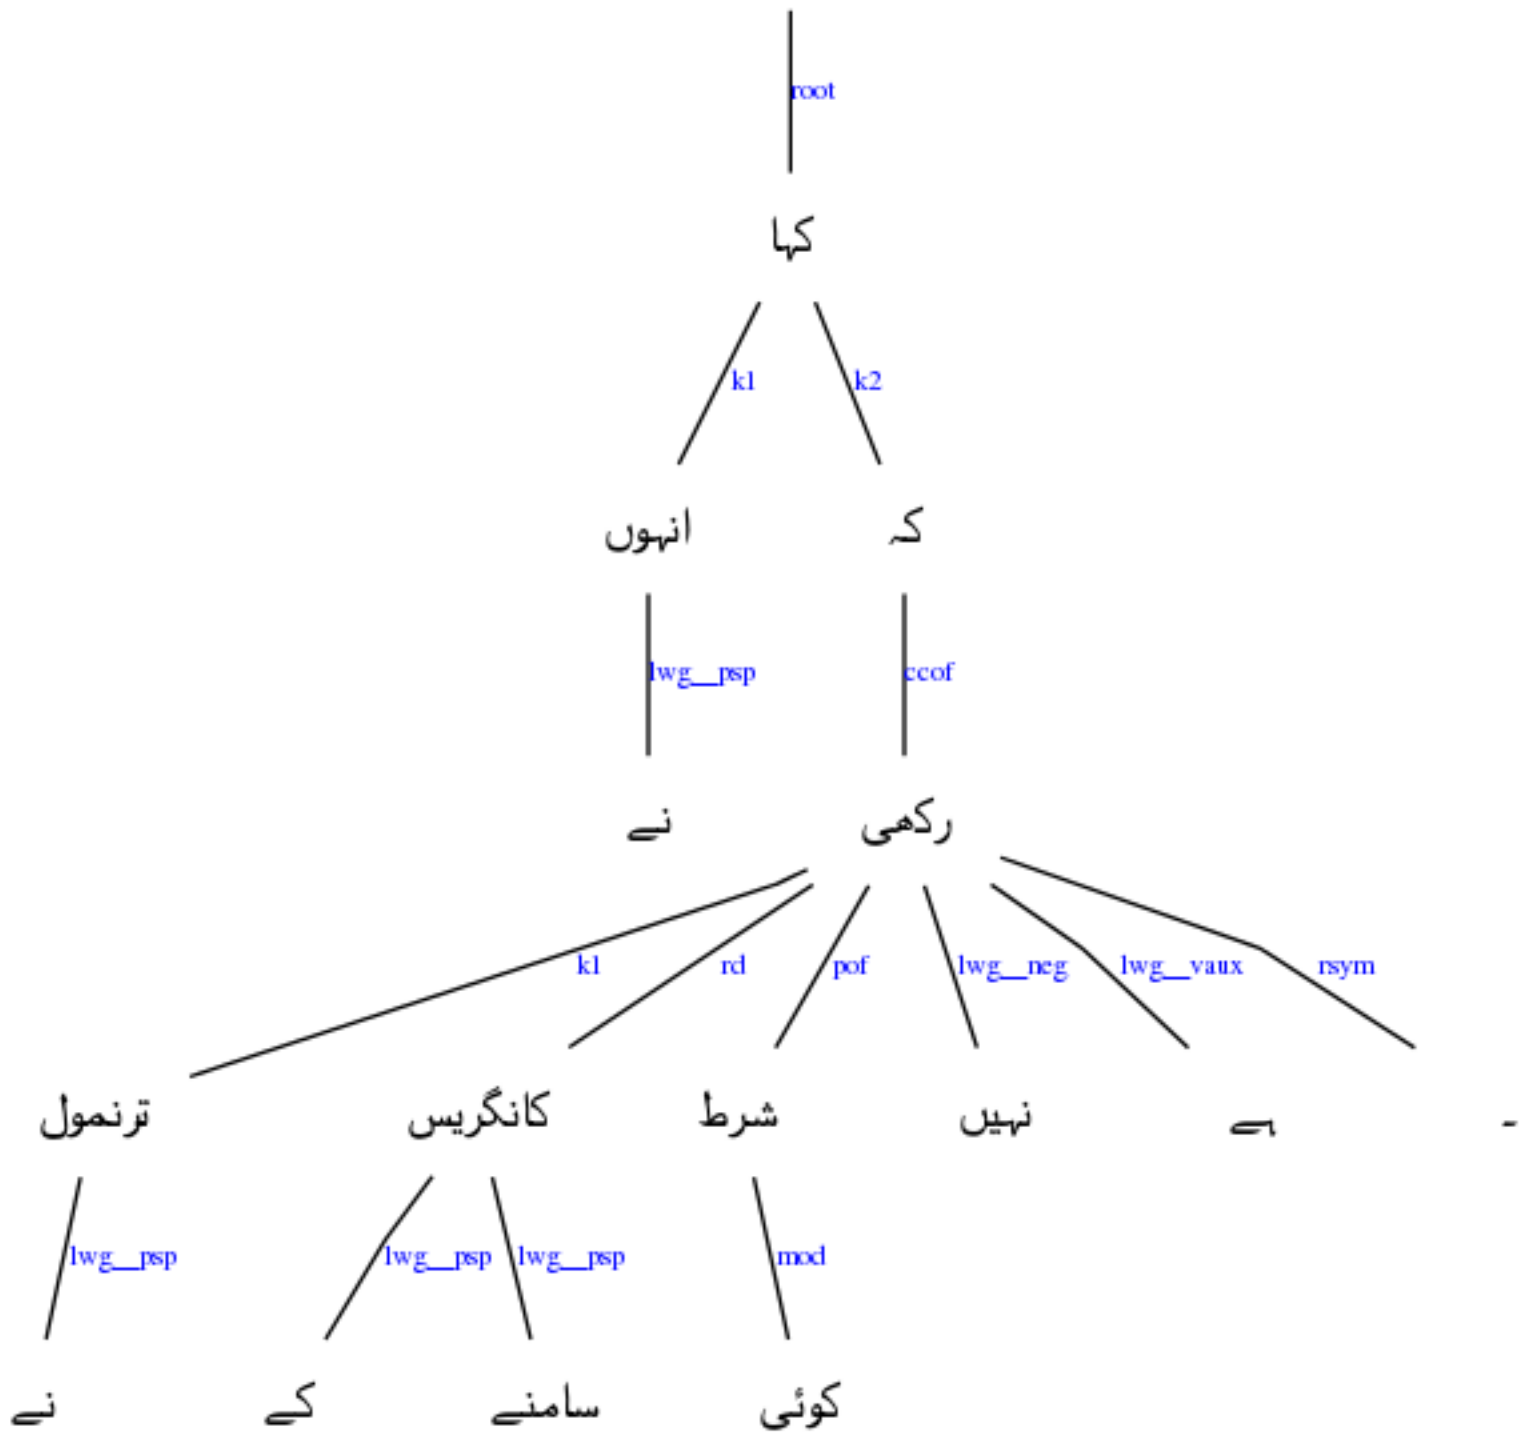 root
کہا
k1 k2
انہوں کہ
lwg__psp ccof
نے رکھی
k1 rd pof lwg__neg lwg__vaux rsym
ترنمول کانگریس شرط نہیں ہے ۔
lwg__psp lwg__psp lwg__psp mod
نے کے سامنے کوئی